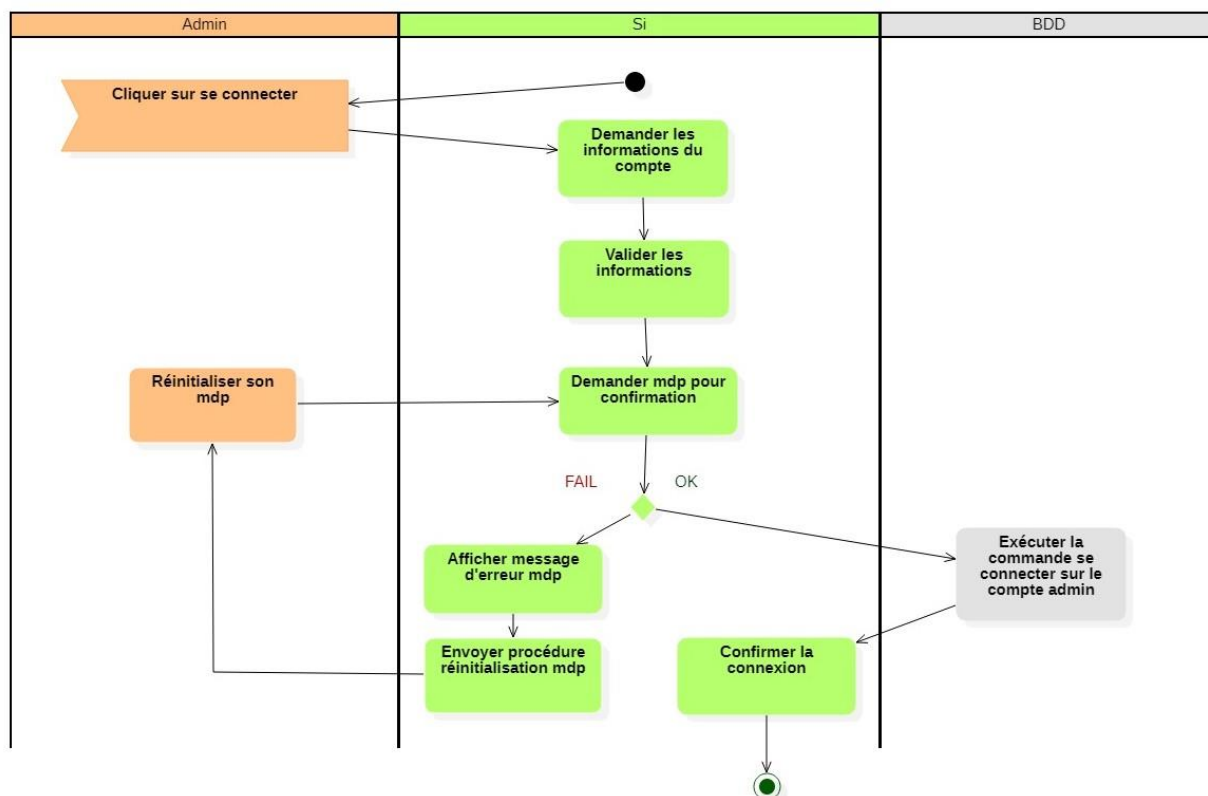 Admin
Si
BDD
Cliquer sur se connecter
Demander les
informations du
compte
Valider les
informations
Réinitialiser son
mdp
Demander mdp pour
confirmation
FAIL
OK
Afficher message
d'erreur mdp
Exécuter la
commande se
connecter sur le
compte admin
Envoyer procédure
réinitialisation mdp
Confirmer la
connexion